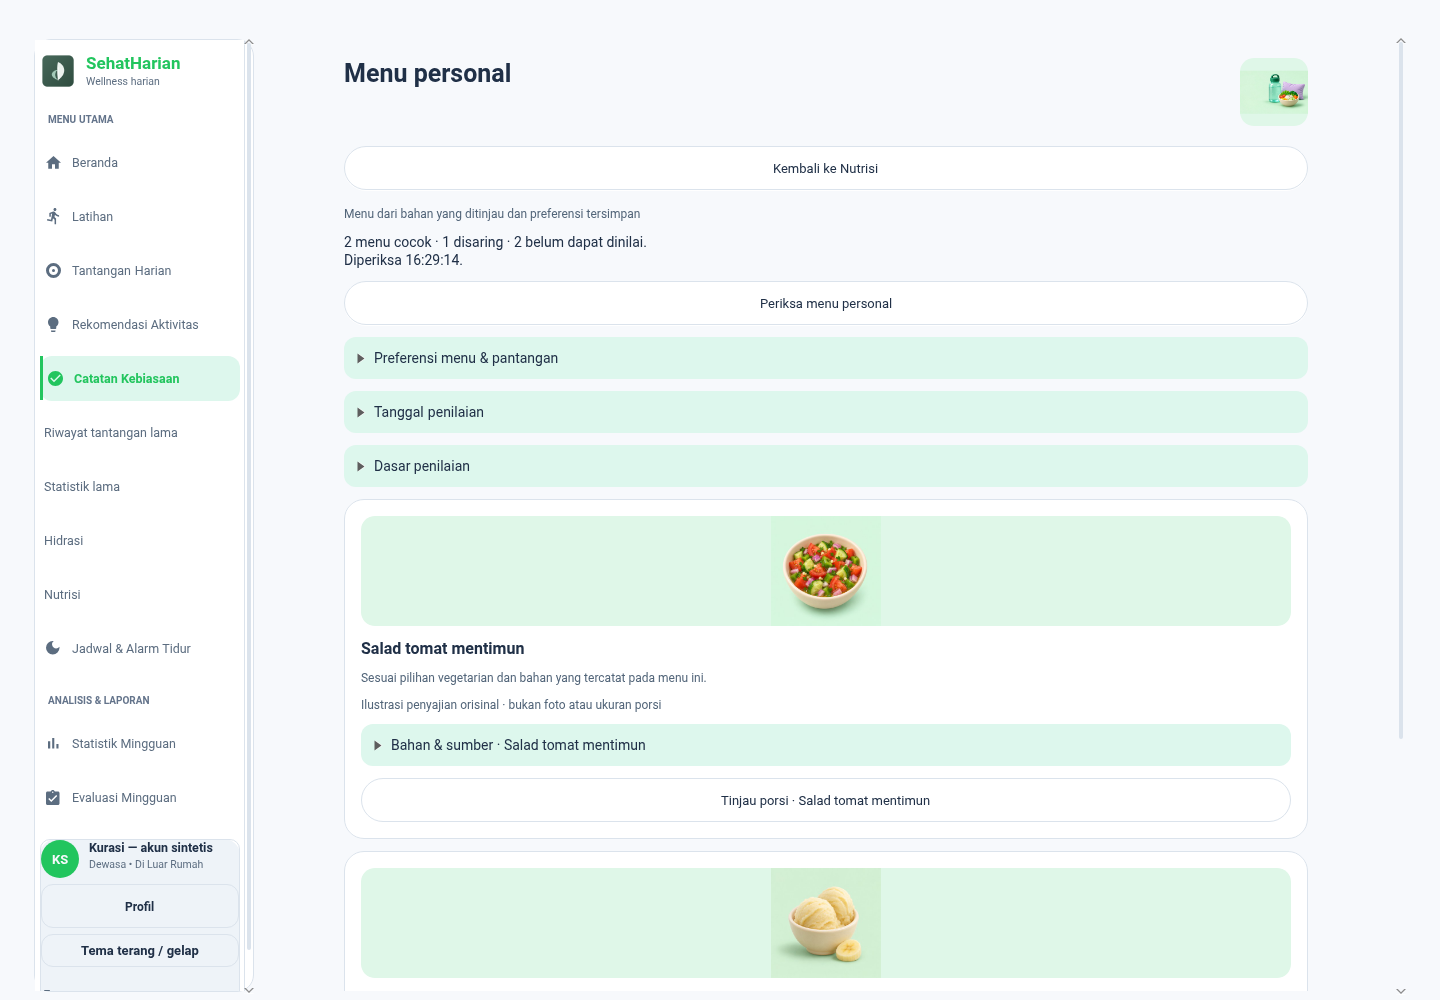 SehatHarian
Wellness harian
MENU UTAMA
Beranda
Latihan
Tantangan Harian
Rekomendasi Aktivitas
Catatan Kebiasaan
Riwayat tantangan lama
Statistik lama
Hidrasi
Nutrisi
Jadwal & Alarm Tidur
ANALISIS & LAPORAN
Statistik Mingguan
Evaluasi Mingguan
KS
Kurasi — akun sintetis
Dewasa • Di Luar Rumah
Profil
Tema terang / gelap
Menu personal
Kembali ke Nutrisi
Menu dari bahan yang ditinjau dan preferensi tersimpan
2 menu cocok · 1 disaring · 2 belum dapat dinilai.
Diperiksa 16:29:14.
Periksa menu personal
Preferensi menu & pantangan
Tanggal penilaian
Dasar penilaian
Salad tomat mentimun
Sesuai pilihan vegetarian dan bahan yang tercatat pada menu ini.
Ilustrasi penyajian orisinal · bukan foto atau ukuran porsi
Bahan & sumber · Salad tomat mentimun
Tinjau porsi · Salad tomat mentimun